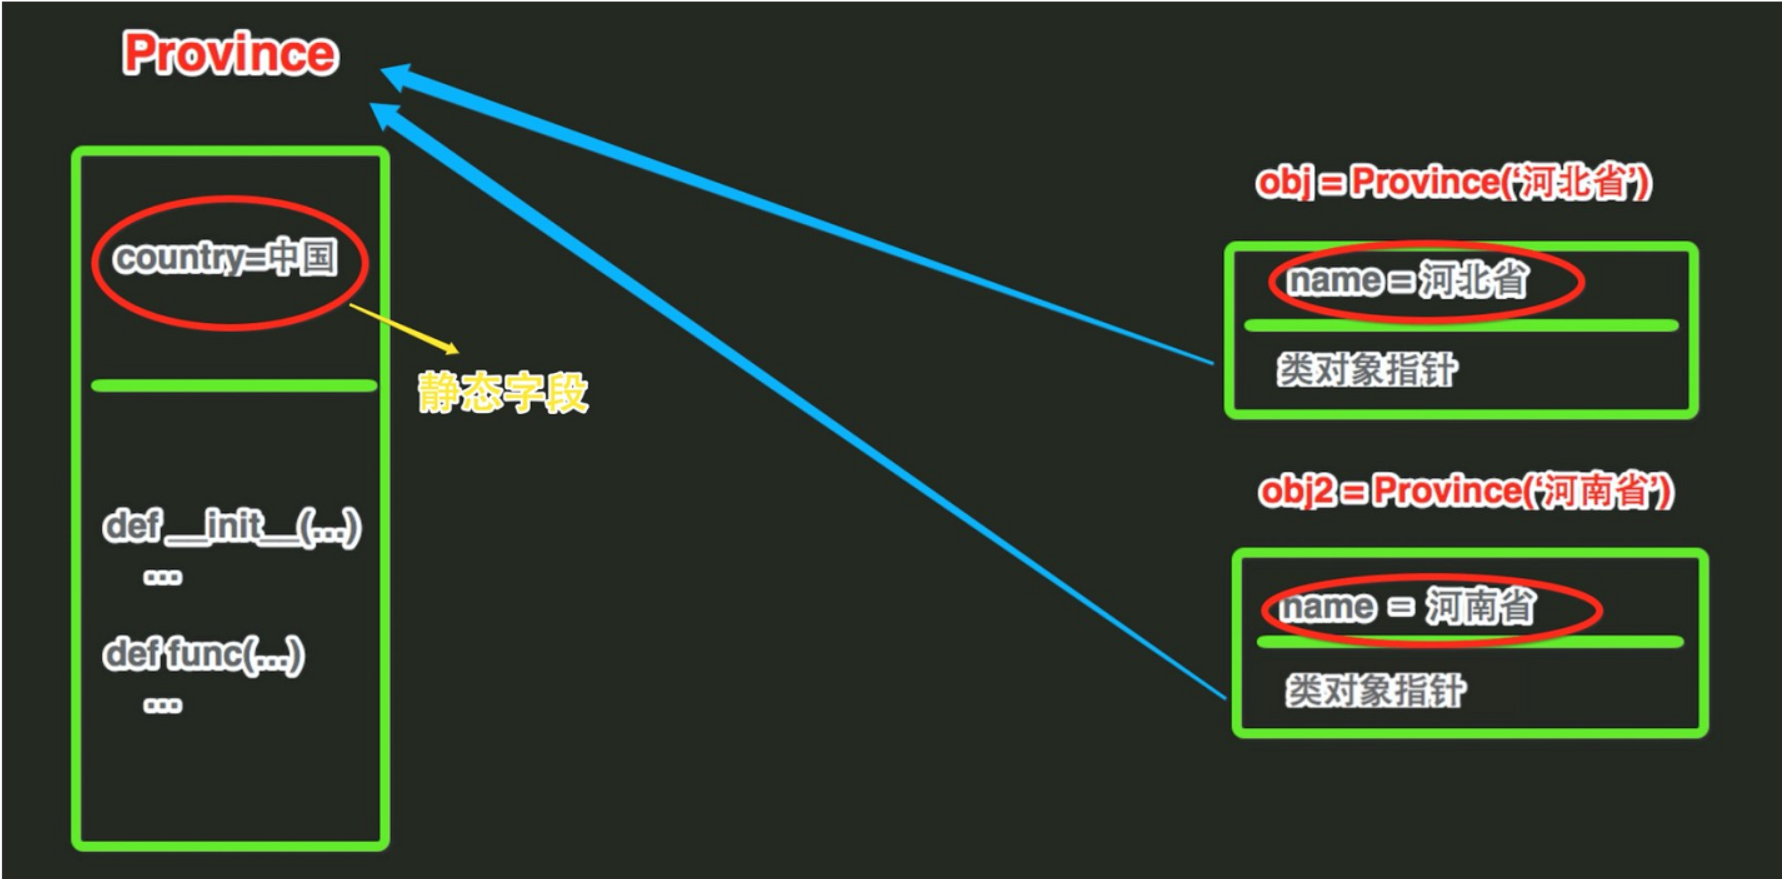 Province
country=中国
静态字段
def __init__(...)
...
def func(...)
...
obj = Province(‘河北省’)
name = 河北省
类对象指针
obj2 = Province(‘河南省’)
name = 河南省
类对象指针